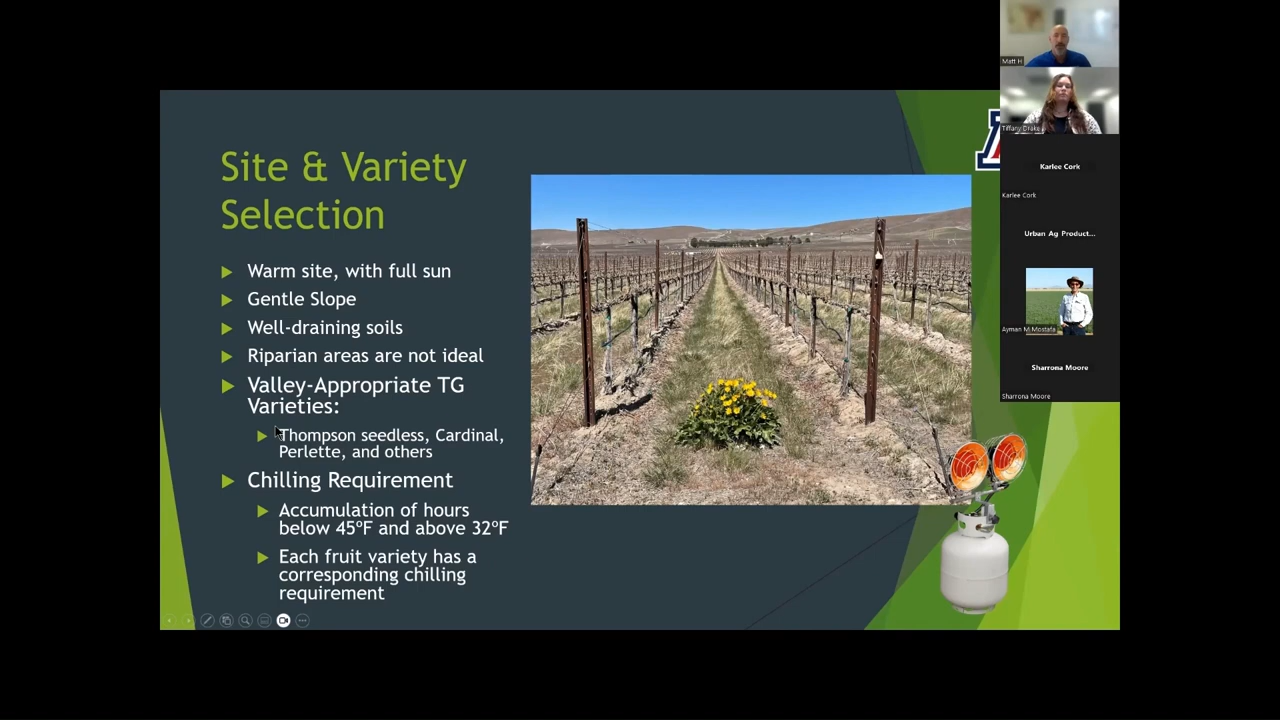 Site & Variety
Selection
Warm site, with full sun
Gentle Slope
Well-draining soils
Riparian areas are not ideal
Valley-Appropriate TG
Varieties:
Thompson seedless, Cardinal,
Perlette, and others
Chilling Requirement
Accumulation of hours
below 45ºF and above 32ºF
Each fruit variety has a
corresponding chilling
requirement
Matt H
Tiffany Drake
Karlee Cork
Karlee Cork
Urban Ag Product...
Ayman M Mostafa
Sharrona Moore
Sharrona Moore